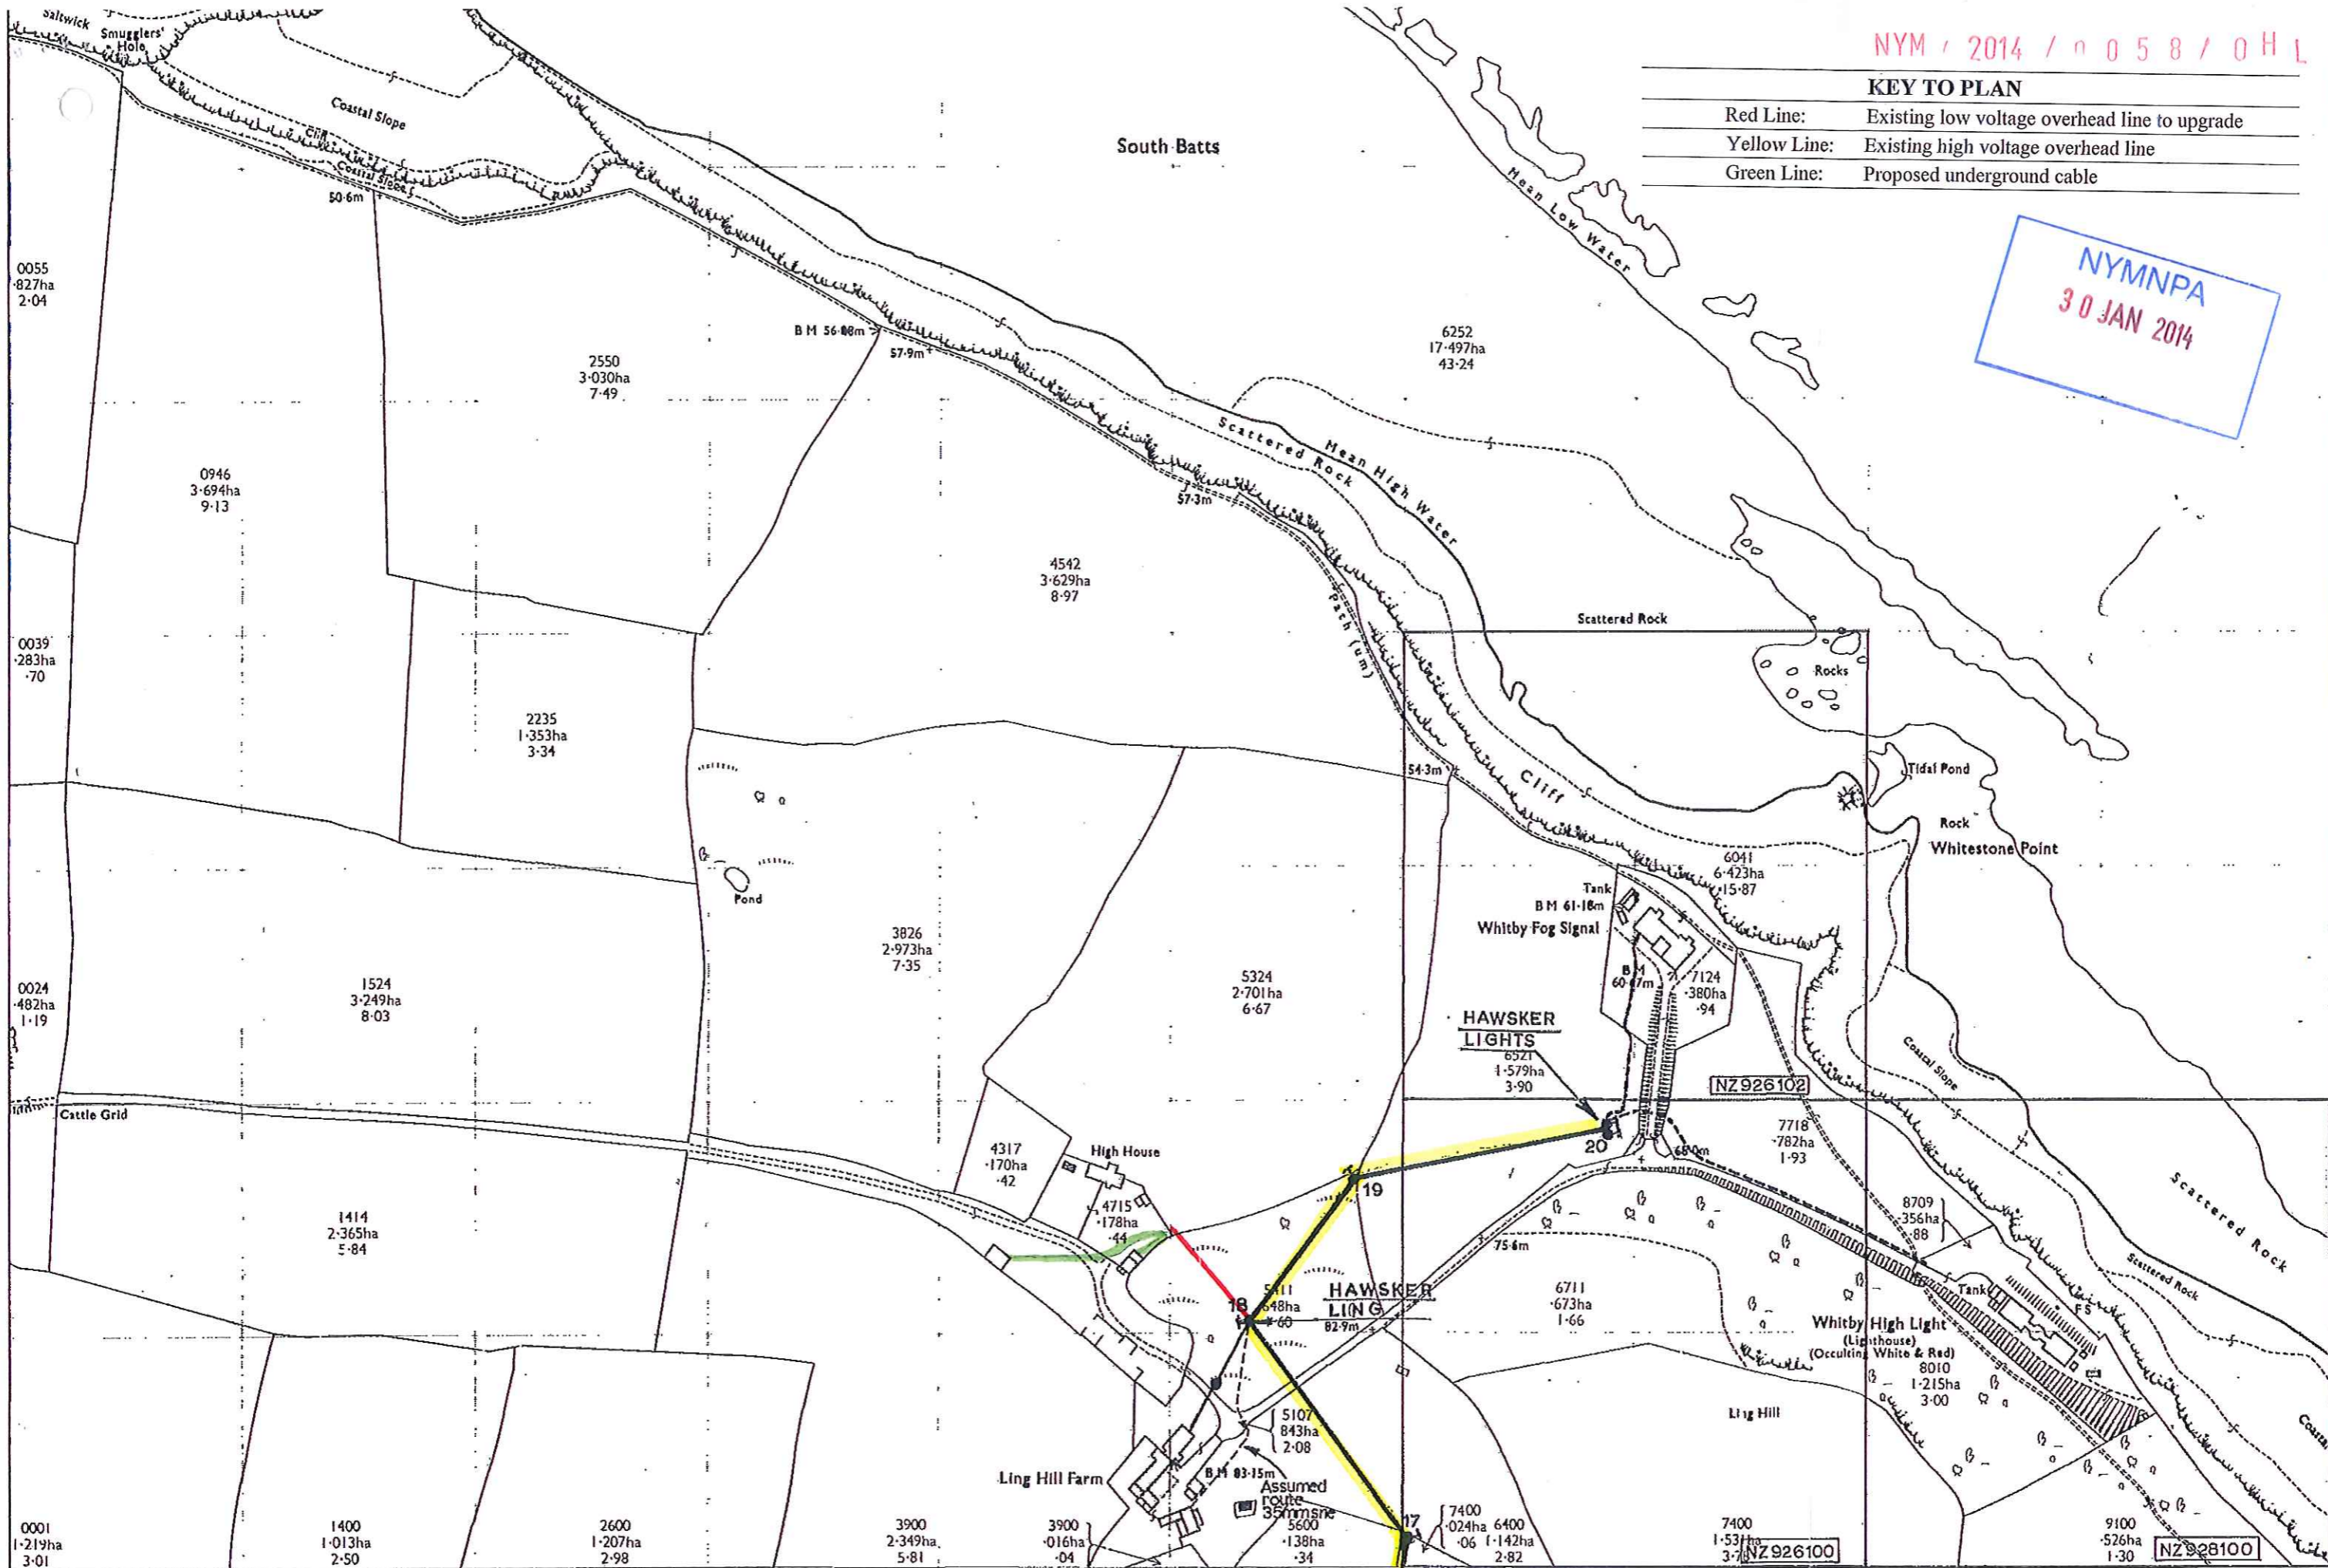 NYM / 2014 / 0058 / OHL
KEY TO PLAN
Red Line: Existing low voltage overhead line to upgrade
Yellow Line: Existing high voltage overhead line
Green Line: Proposed underground cable
NYMNPA
30 JAN 2014
Saltwick
Smugglers'
Hole
Coastal Slope
Cliff
Coastal Slope
50·6m
South Batts
Mean Low Water
0055
·827ha
2·04
2550
3·030ha
7·49
57·9m
6252
17·497ha
43·24
Scattered Rock
Mean High Water
0946
3·694ha
9·13
57·3m
4542
3·629ha
8·97
Path (um)
Scattered Rock
Rocks
0039
·283ha
·70
2235
1·353ha
3·34
54·3m
Cliff
Tidal Pond
Rock
Whitestone Point
6041
6·423ha
15·87
Pond
Tank
BM 61·18m
Whitby Fog Signal
3826
2·973ha
7·35
5324
2·701ha
6·67
BM
7124
·380ha
·94
0024
·482ha
1·19
1524
3·249ha
8·03
HAWSKER
LIGHTS
6521
1·579ha
3·90
Coastal Slope
NZ926102
Cattle Grid
20
7718
·782ha
1·93
4317
·170ha
·42
High House
19
Scattered Rock
4715
·178ha
·44
8709
·356ha
·88
1414
2·365ha
5·84
75·6m
Scattered Rock
18
HAWSKER
LING
82·9m
6711
·673ha
1·66
Tank
FS
Whitby High Light
(Lighthouse)
(Occulting White & Red)
8010
1·215ha
3·00
Ling Hill
5107
843ha
2·08
Ling Hill Farm
BM 83·15m
Assumed
route
35mmsne
17
0001
1·219ha
3·01
1400
1·013ha
2·50
2600
1·207ha
2·98
3900
2·349ha
5·81
3900
·016ha
·04
5600
·138ha
·34
7400
·024ha
·06
6400
1·142ha
2·82
7400
NZ926100
9100
·526ha
1·30
NZ928100